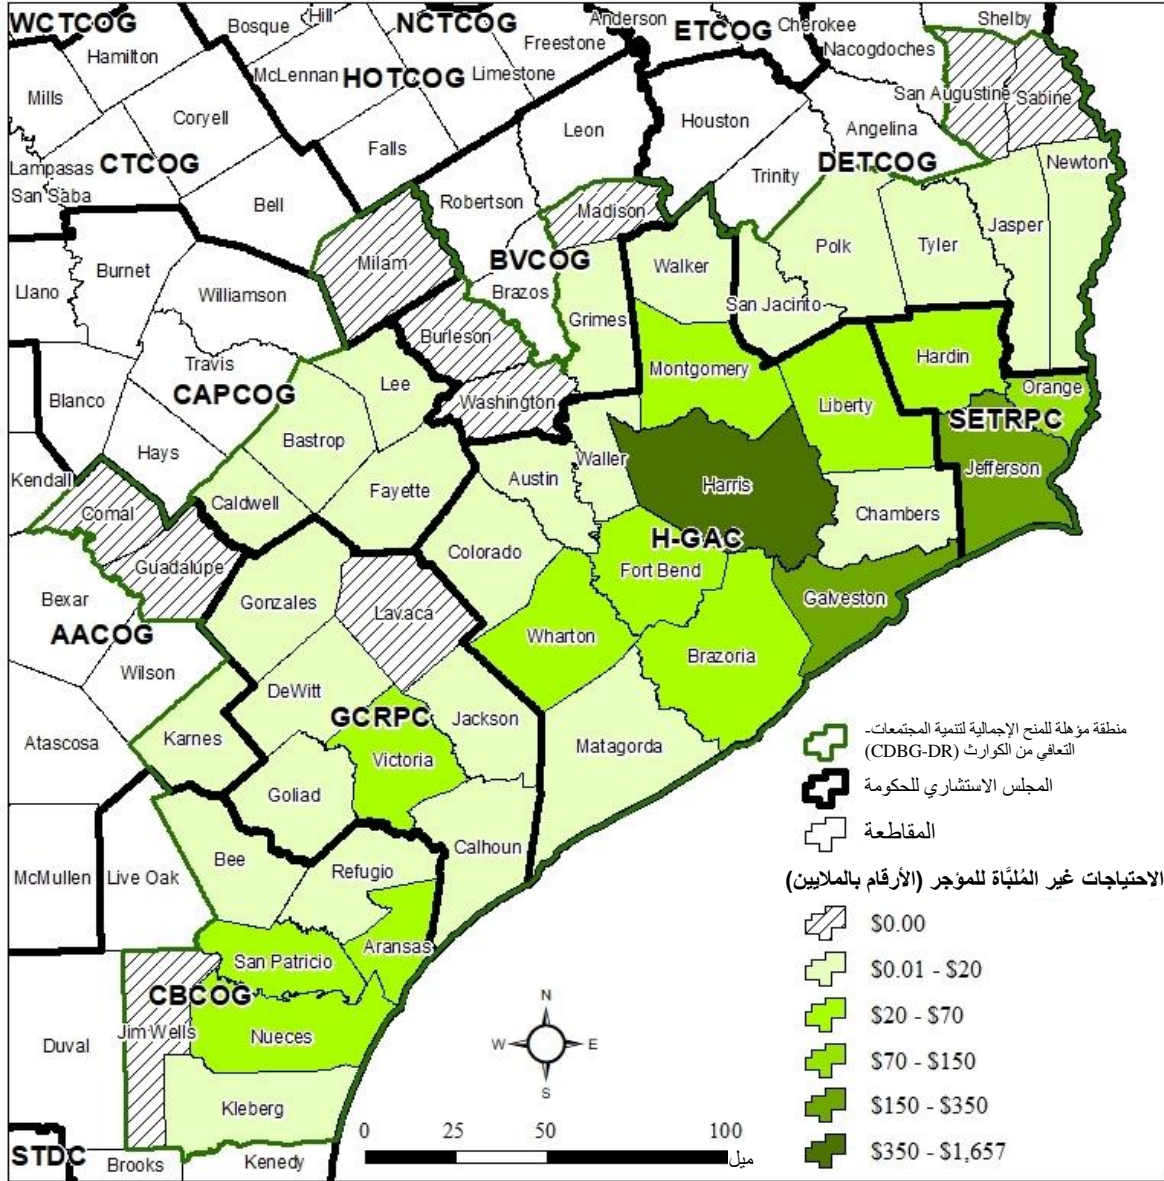 WCTCOG
Hamilton
Bosque
Hill
NCTCOG
Anderson
Freestone
ETCOG
Cherokee
Nacogdoches
Shelby
McLennan
HOTCOG
Limestone
Mills
Coryell
Leon
Houston
San Augustine
Sabine
Falls
Angelina
Lampasas
CTCOG
San Saba
Bell
Robertson
Madison
Trinity
DETCOG
Newton
Milam
BVCOG
Brazos
Walker
Polk
Tyler
Jasper
Burnet
Llano
Williamson
San Jacinto
Grimes
Burleson
Travis
CAPCOG
Lee
Montgomery
Hardin
Orange
Blanco
Hays
Bastrop
Washington
Liberty
SETRPC
Kendall
Caldwell
Fayette
Austin
Waller
Harris
Jefferson
Comal
Chambers
Guadalupe
Colorado
H-GAC
Fort Bend
Bexar
AACOG
Gonzales
Lavaca
Galveston
Wilson
Wharton
Brazoria
DeWitt
GCRPC
Jackson
Atascosa
Karnes
Victoria
Matagorda
Goliad
McMullen
Live Oak
Bee
Refugio
Calhoun
Aransas
San Patricio
CBCOG
Jim Wells
Duval
Nueces
Kleberg
STDC
Brooks
Kenedy
منطقة مؤهلة للمنح الإجمالية لتنمية المجتمعات-
التعافي من الكوارث (CDBG-DR)
المجلس الاستشاري للحكومة
المقاطعة
الاحتياجات غير المُلبَّاة للمؤجر (الأرقام بالملايين)
$0.00
$0.01 - $20
$20 - $70
$70 - $150
$150 - $350
$350 - $1,657
N
W E
S
0 25 50 100
ميل